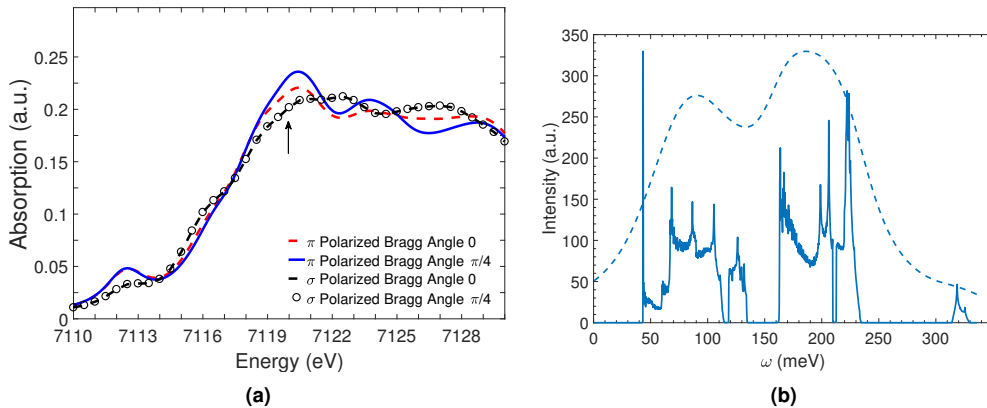 Absorption (a.u.)
0.25
0.2
0.15
0.1
0.05
0
7110 7113 7116 7119 7122 7125 7128
Energy (eV)
π Polarized Bragg Angle 0
π Polarized Bragg Angle π/4
σ Polarized Bragg Angle 0
σ Polarized Bragg Angle π/4
(a)
Intensity (a.u.)
350
300
250
200
150
100
50
0
0 50 100 150 200 250 300
ω (meV)
(b)